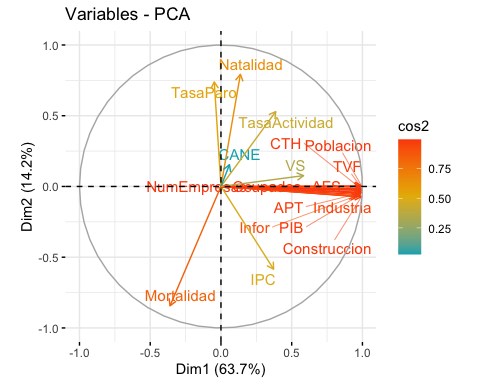 Variables - PCA
Natalidad
TasaParo
TasaActividad
CTH
Poblacion
CANE
VS
TVF
AES
APT
Industria
Infor
PIB
Construccion
IPC
Mortalidad
1.0
0.5
0.0
-0.5
-1.0
Dim2 (14.2%)
-1.0
-0.5
0.0
0.5
1.0
Dim1 (63.7%)
cos2
0.75
0.50
0.25